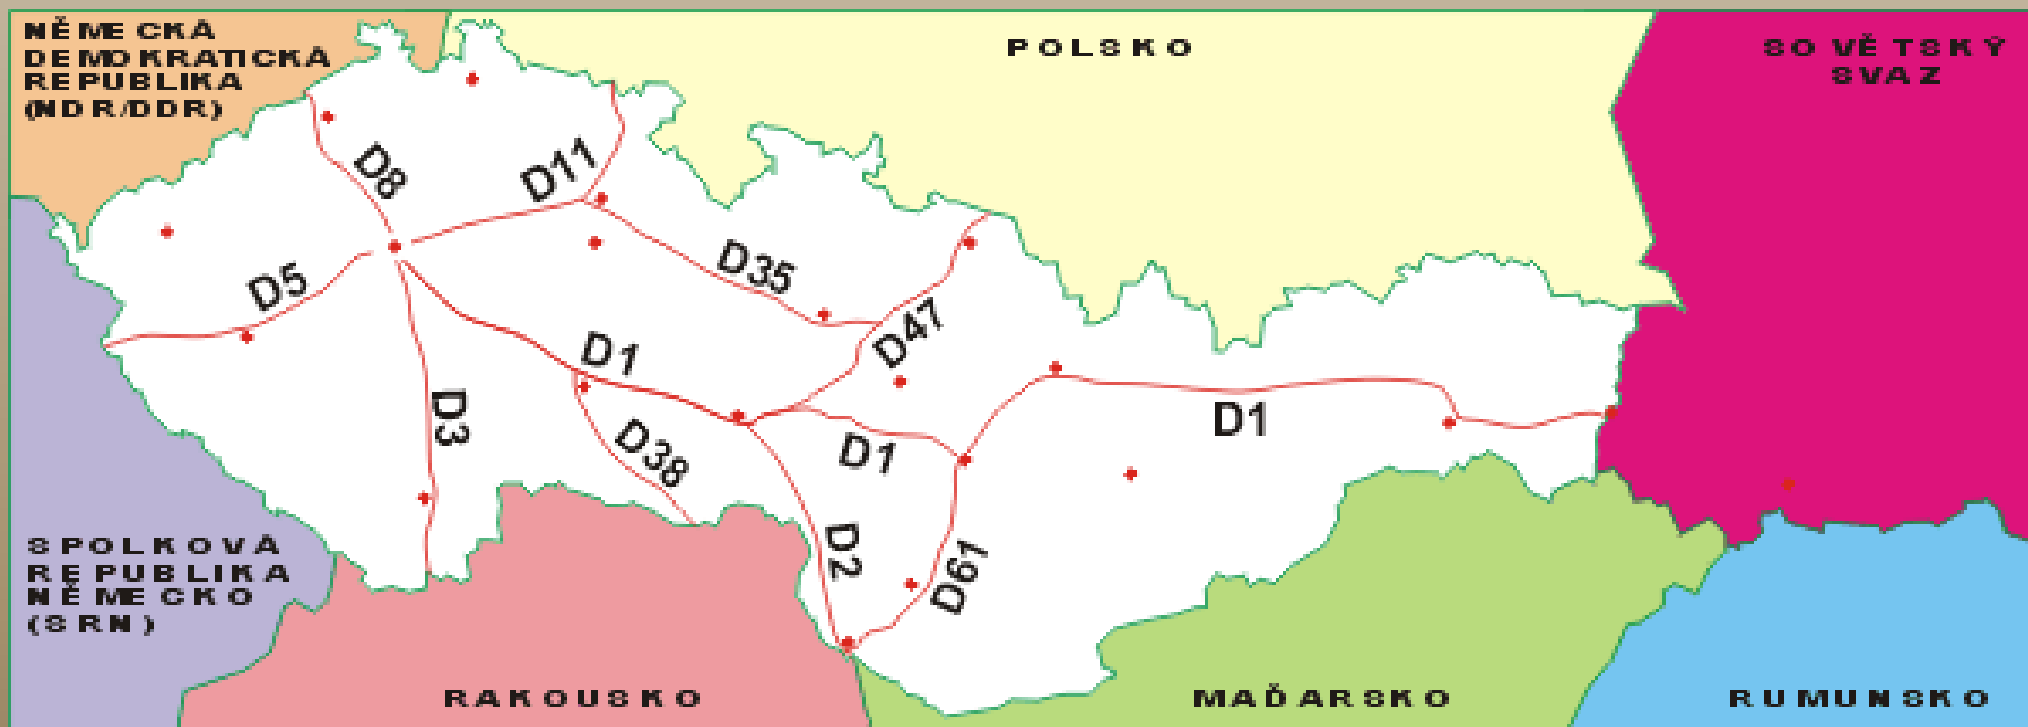 NĚMECKÁ
DEMOKRATICKÁ
REPUBLIKA
(NDR/DDR)
POLSKO
SOVĚTSKÝ
SVAZ
D8
D11
D35
D5
D47
D1
D3
D38
D1
D1
D2
D61
SPOLKOVÁ
REPUBLIKA
NĚMECKO
(SRN)
RAKOUSKO
MAĎARSKO
RUMUNSKO